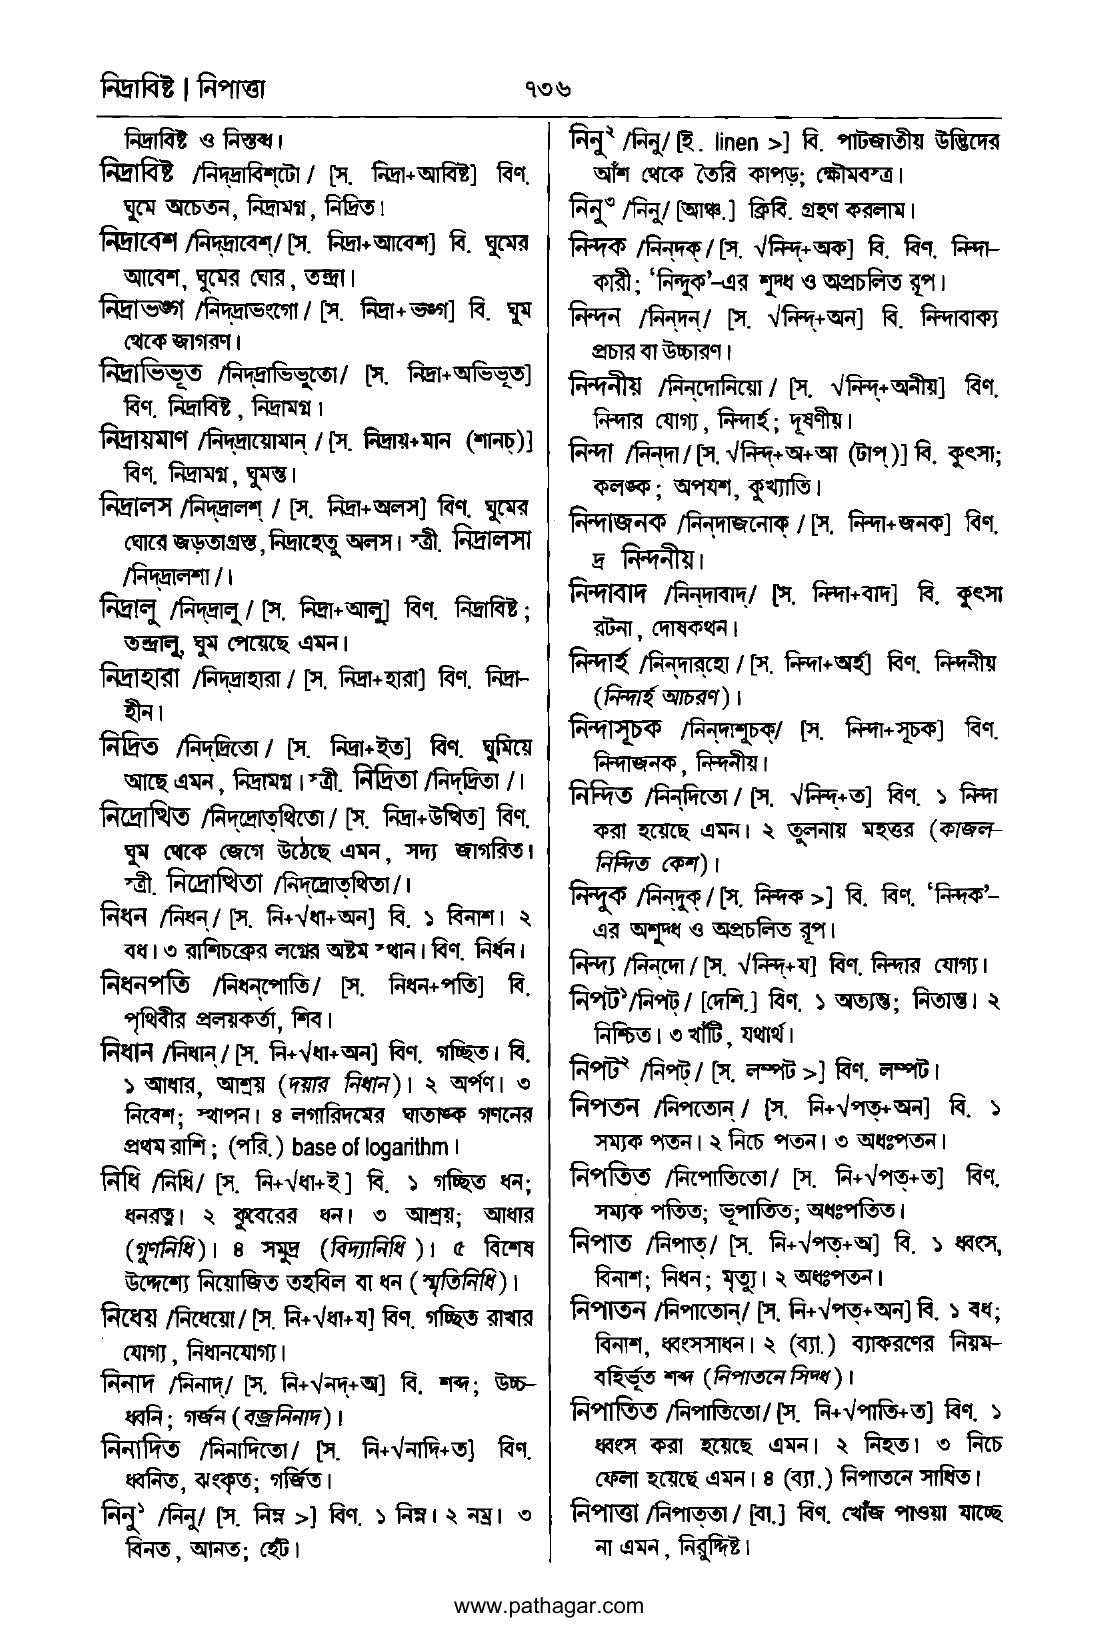 নিদ্রাবিষ্ট | নিপাত্তা
৭৩৬
নিদ্রাবিষ্ট ও নিস্তব্ধ।
নিদ্রাবিষ্ট /নিদ্‌দ্রাবিশ্‌টো/ [স. নিদ্রা+আবিষ্ট] বিণ.
ঘুমে অচেতন, নিদ্রামগ্ন, নিদ্রিত।
নিদ্রাবেশ /নিদ্‌দ্রাবেশ্‌/ [স. নিদ্রা+আবেশ] বি. ঘুমের
আবেশ, ঘুমের ঘোর, তন্দ্রা।
নিদ্রাভঙ্গ /নিদ্‌দ্রাভংগো/ [স. নিদ্রা+ভঙ্গ] বি. ঘুম
থেকে জাগরণ।
নিদ্রাভিভূত /নিদ্‌দ্রাভিভুতো/ [স. নিদ্রা+অভিভূত]
বিণ. নিদ্রাবিষ্ট, নিদ্রামগ্ন।
নিদ্রায়মাণ /নিদ্‌দ্রায়োমান্‌/ [স. নিদ্রায়+মান (শানচ)]
বিণ. নিদ্রামগ্ন, ঘুমন্ত।
নিদ্রালস /নিদ্‌দ্রালশ্‌/ [স. নিদ্রা+অলস] বিণ. ঘুমের
ঘোরে জড়তাগ্রস্ত, নিদ্রাহেতু অলস। স্ত্রী. নিদ্রালসা
/নিদ্‌দ্রালশা/।
নিদ্রালু /নিদ্‌দ্রালু/ [স. নিদ্রা+আলু] বিণ. নিদ্রাবিষ্ট;
তন্দ্রালু, ঘুম পেয়েছে এমন।
নিদ্রাহারা /নিদ্‌দ্রাহারা/ [স. নিদ্রা+হারা] বিণ. নিদ্রা-
হীন।
নিদ্রিত /নিদ্‌দ্রিতো/ [স. নিদ্রা+ইত] বিণ. ঘুমিয়ে
আছে এমন, নিদ্রামগ্ন। স্ত্রী. নিদ্রিতা /নিদ্‌দ্রিতা/।
নিদ্রোত্থিত /নিদ্‌দ্রোত্‌থিতো/ [স. নিদ্রা+উত্থিত] বিণ.
ঘুম থেকে জেগে উঠেছে এমন, সদ্য জাগরিত।
স্ত্রী. নিদ্রোত্থিতা /নিদ্‌দ্রোত্‌থিতা/।
নিধন /নিধন্‌/ [স. নি+√ধা+অন] বি. ১ বিনাশ। ২
বধ। ৩ রাশিচক্রের লগ্নের অষ্টম স্থান। বিণ. নির্ধন।
নিধনপতি /নিধন্‌পোতি/ [স. নিধন+পতি] বি.
পৃথিবীর প্রলয়কর্তা, শিব।
নিধান /নিধান্‌/ [স. নি+√ধা+অন] বিণ. গচ্ছিত। বি.
১ আধার, আশ্রয় (দয়ার নিধান)। ২ অর্পণ। ৩
নিবেশ; স্থাপন। ৪ লগারিদমের ঘাতাঙ্ক গণনের
প্রথম রাশি; (পরি.) base of logarithm।
নিধি /নিধি/ [স. নি+√ধা+ই] বি. ১ গচ্ছিত ধন;
ধনরত্ন। ২ কুবেরের ধন। ৩ আশ্রয়; আধার
(গুণনিধি)। ৪ সমুদ্র (বিদ্যানিধি)। ৫ বিশেষ
উদ্দেশ্যে নিয়োজিত তহবিল বা ধন (স্মৃতিনিধি)।
নিধেয় /নিধেয়ো/ [স. নি+√ধা+য] বিণ. গচ্ছিত রাখার
যোগ্য, নিধানযোগ্য।
নিনাদ /নিনাদ্‌/ [স. নি+√নদ্‌+অ] বি. শব্দ; উচ্চ-
ধ্বনি; গর্জন (বজ্রনিনাদ)।
নিনাদিত /নিনাদিতো/ [স. নি+√নাদি+ত] বিণ.
ধ্বনিত, ঝংকৃত; গর্জিত।
নিনু১ /নিনু/ [স. নিম্ন >] বিণ. ১ নিম্ন। ২ নম্র। ৩
বিনত, আনত; হেঁট।
নিনু২ /নিনু/ [ই. linen >] বি. পাটজাতীয় উদ্ভিদের
আঁশ থেকে তৈরি কাপড়; ক্ষৌমবস্ত্র।
নিনু৩ /নিনু/ [আঞ্চ.] ক্রিবি. গ্রহণ করলাম।
নিন্দক /নিন্‌দক্‌/ [স. √নিন্দ্‌+অক] বি. বিণ. নিন্দা-
কারী; ‘নিন্দুক’-এর শুদ্ধ ও অপ্রচলিত রূপ।
নিন্দন /নিন্‌দন্‌/ [স. √নিন্দ্‌+অন] বি. নিন্দাবাক্য
প্রচার বা উচ্চারণ।
নিন্দনীয় /নিন্‌দোনিয়ো/ [স. √নিন্দ্‌+অনীয়] বিণ.
নিন্দার যোগ্য, নিন্দার্হ; দূষণীয়।
নিন্দা /নিন্‌দা/ [স. √নিন্দ্‌+অ+আ (টাপ্‌)] বি. কুৎসা;
কলঙ্ক; অপযশ, কুখ্যাতি।
নিন্দাজনক /নিন্‌দাজনোক্‌/ [স. নিন্দা+জনক] বিণ.
দ্র নিন্দনীয়।
নিন্দাবাদ /নিন্‌দাবাদ্‌/ [স. নিন্দা+বাদ] বি. কুৎসা
রটনা, দোষকথন।
নিন্দার্হ /নিন্‌দার্‌হো/ [স. নিন্দা+অর্হ] বিণ. নিন্দনীয়
(নিন্দার্হ আচরণ)।
নিন্দাসূচক /নিন্‌দাশুচক্‌/ [স. নিন্দা+সূচক] বিণ.
নিন্দাজনক, নিন্দনীয়।
নিন্দিত /নিন্‌দিতো/ [স. √নিন্দ্‌+ত] বিণ. ১ নিন্দা
করা হয়েছে এমন। ২ তুলনায় মহত্তর (কাজল-
নিন্দিত কেশ)।
নিন্দুক /নিন্‌দুক্‌/ [স. নিন্দক >] বি. বিণ. ‘নিন্দক’-
এর অশুদ্ধ ও অপ্রচলিত রূপ।
নিন্দ্য /নিন্‌দো/ [স. √নিন্দ্‌+য] বিণ. নিন্দার যোগ্য।
নিপট১ /নিপট্‌/ [দেশি.] বিণ. ১ অত্যন্ত; নিতান্ত। ২
নিশ্চিত। ৩ খাঁটি, যথার্থ।
নিপট২ /নিপট্‌/ [স. লম্পট >] বিণ. লম্পট।
নিপতন /নিপতোন্‌/ [স. নি+√পত্‌+অন] বি. ১
সম্যক পতন। ২ নিচে পতন। ৩ অধঃপতন।
নিপতিত /নিপোতিতো/ [স. নি+√পত্‌+ত] বিণ.
সম্যক পতিত; ভূপাতিত; অধঃপতিত।
নিপাত /নিপাত্‌/ [স. নি+√পত্‌+অ] বি. ১ ধ্বংস,
বিনাশ; নিধন; মৃত্যু। ২ অধঃপতন।
নিপাতন /নিপাতোন্‌/ [স. নি+√পত্‌+অন] বি. ১ বধ;
বিনাশ, ধ্বংসসাধন। ২ (ব্যা.) ব্যাকরণের নিয়ম-
বহির্ভূত শব্দ (নিপাতনে সিদ্ধ)।
নিপাতিত /নিপাতিতো/ [স. নি+√পাতি+ত] বিণ. ১
ধ্বংস করা হয়েছে এমন। ২ নিহত। ৩ নিচে
ফেলা হয়েছে এমন। ৪ (ব্যা.) নিপাতনে সাধিত।
নিপাত্তা /নিপাত্‌তা/ [বা.] বিণ. খোঁজ পাওয়া যাচ্ছে
না এমন, নিরুদ্দিষ্ট।
www.pathagar.com